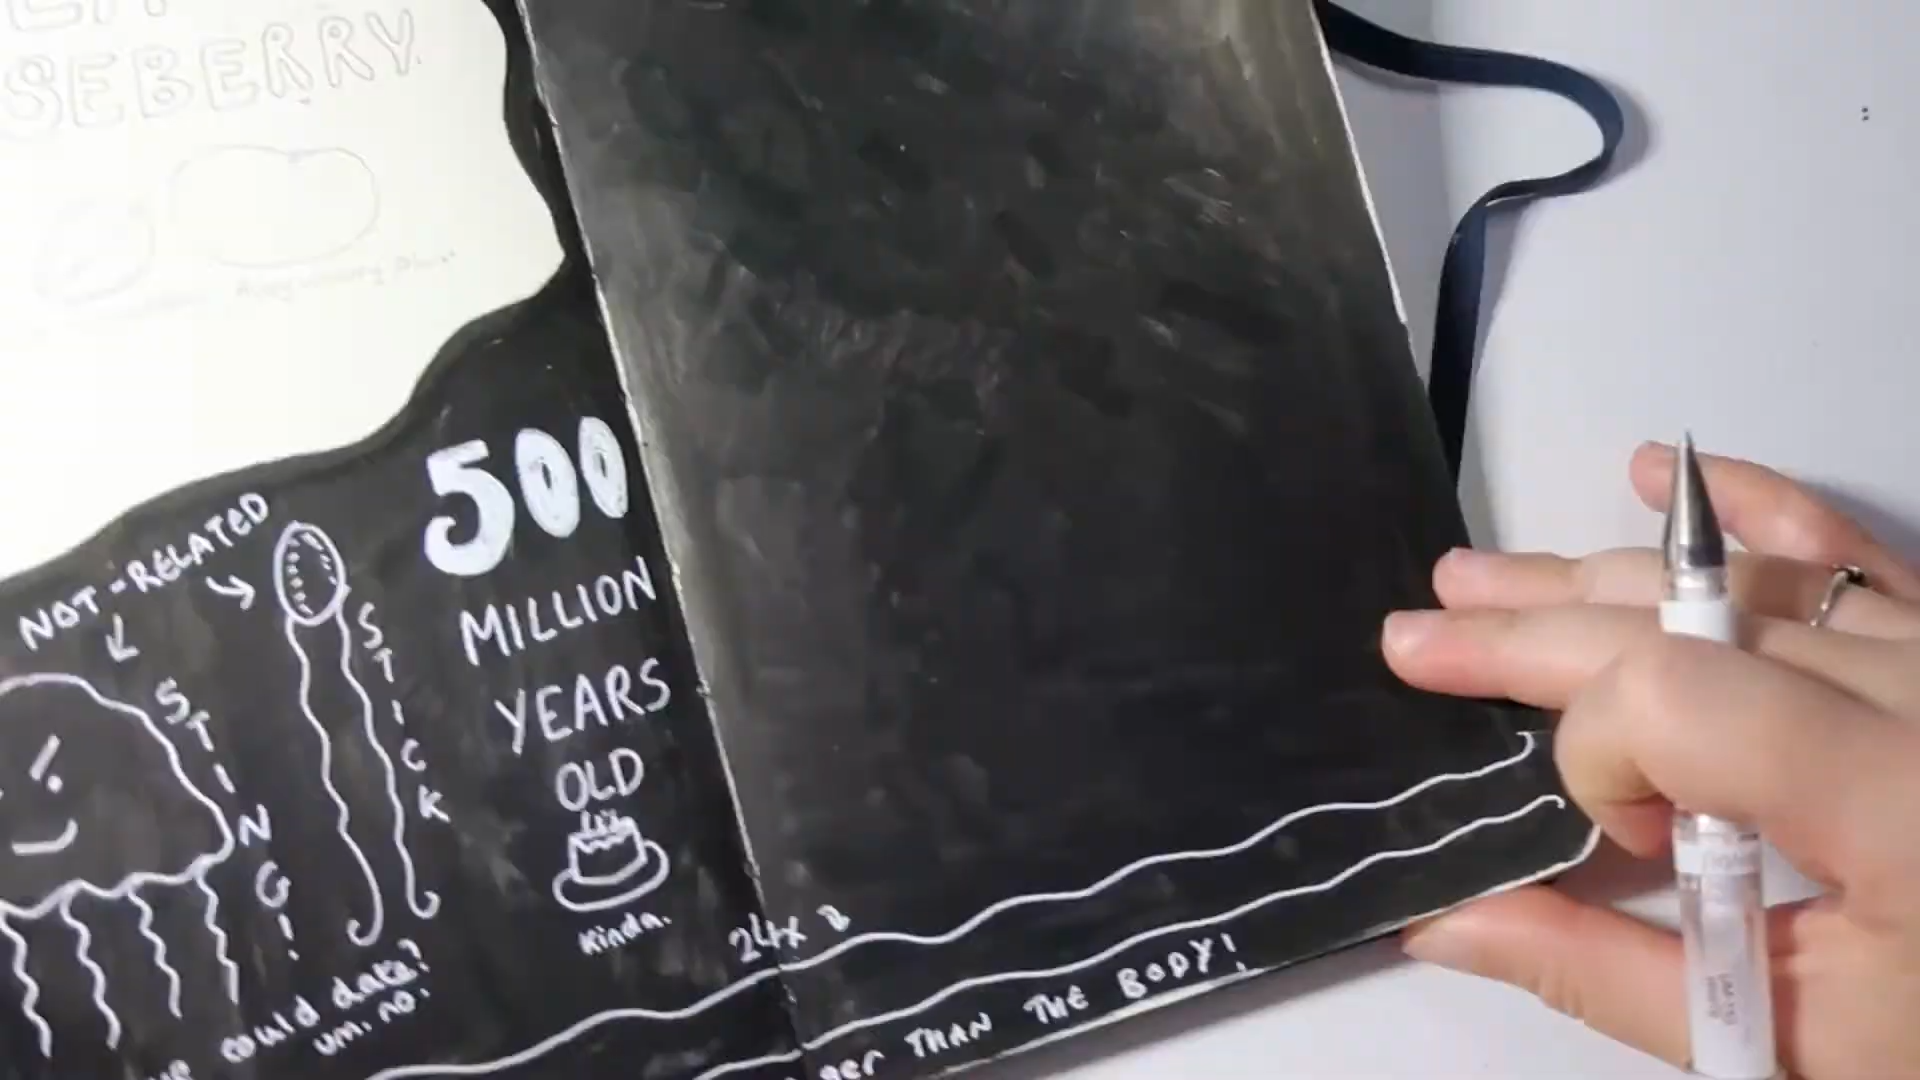 SEBERRY
500
MILLION
YEARS
OLD
Kinda.
NOT-RELATED
STING!
STICK
could date?
um. no.
24x
THAN THE BODY!